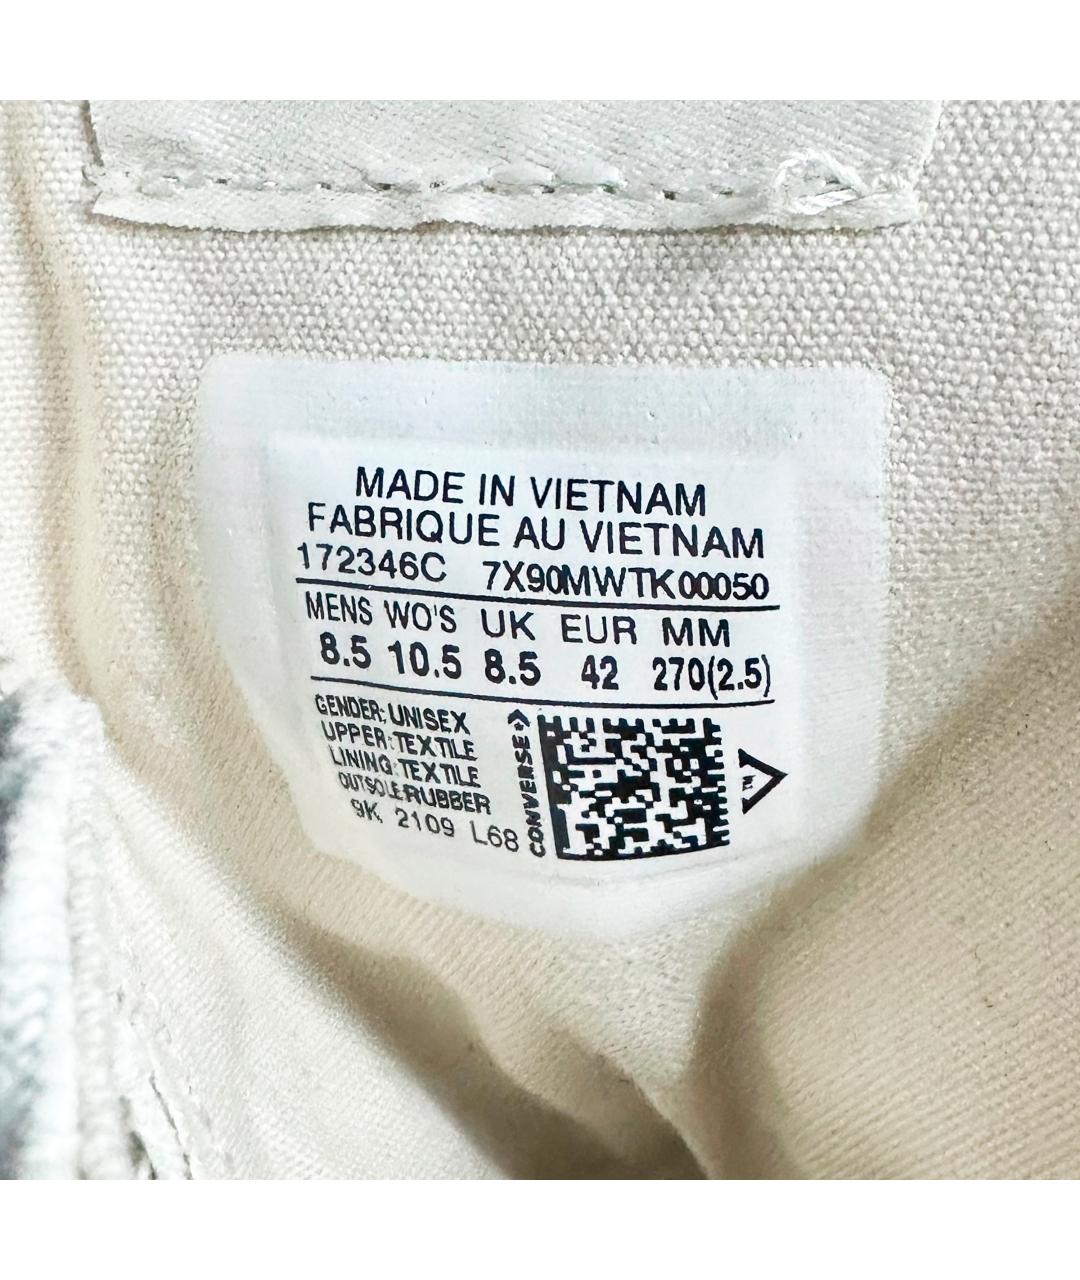 MADE IN VIETNAM
FABRIQUE AU VIETNAM
172346C 7X90MWTK00050
MENS WO'S UK EUR MM
8.5 10.5 8.5 42 270(2.5)
GENDER: UNISEX
UPPER: TEXTILE
LINING: TEXTILE
OUTSOLE: RUBBER
9K 2109 L68
CONVERSE
TM